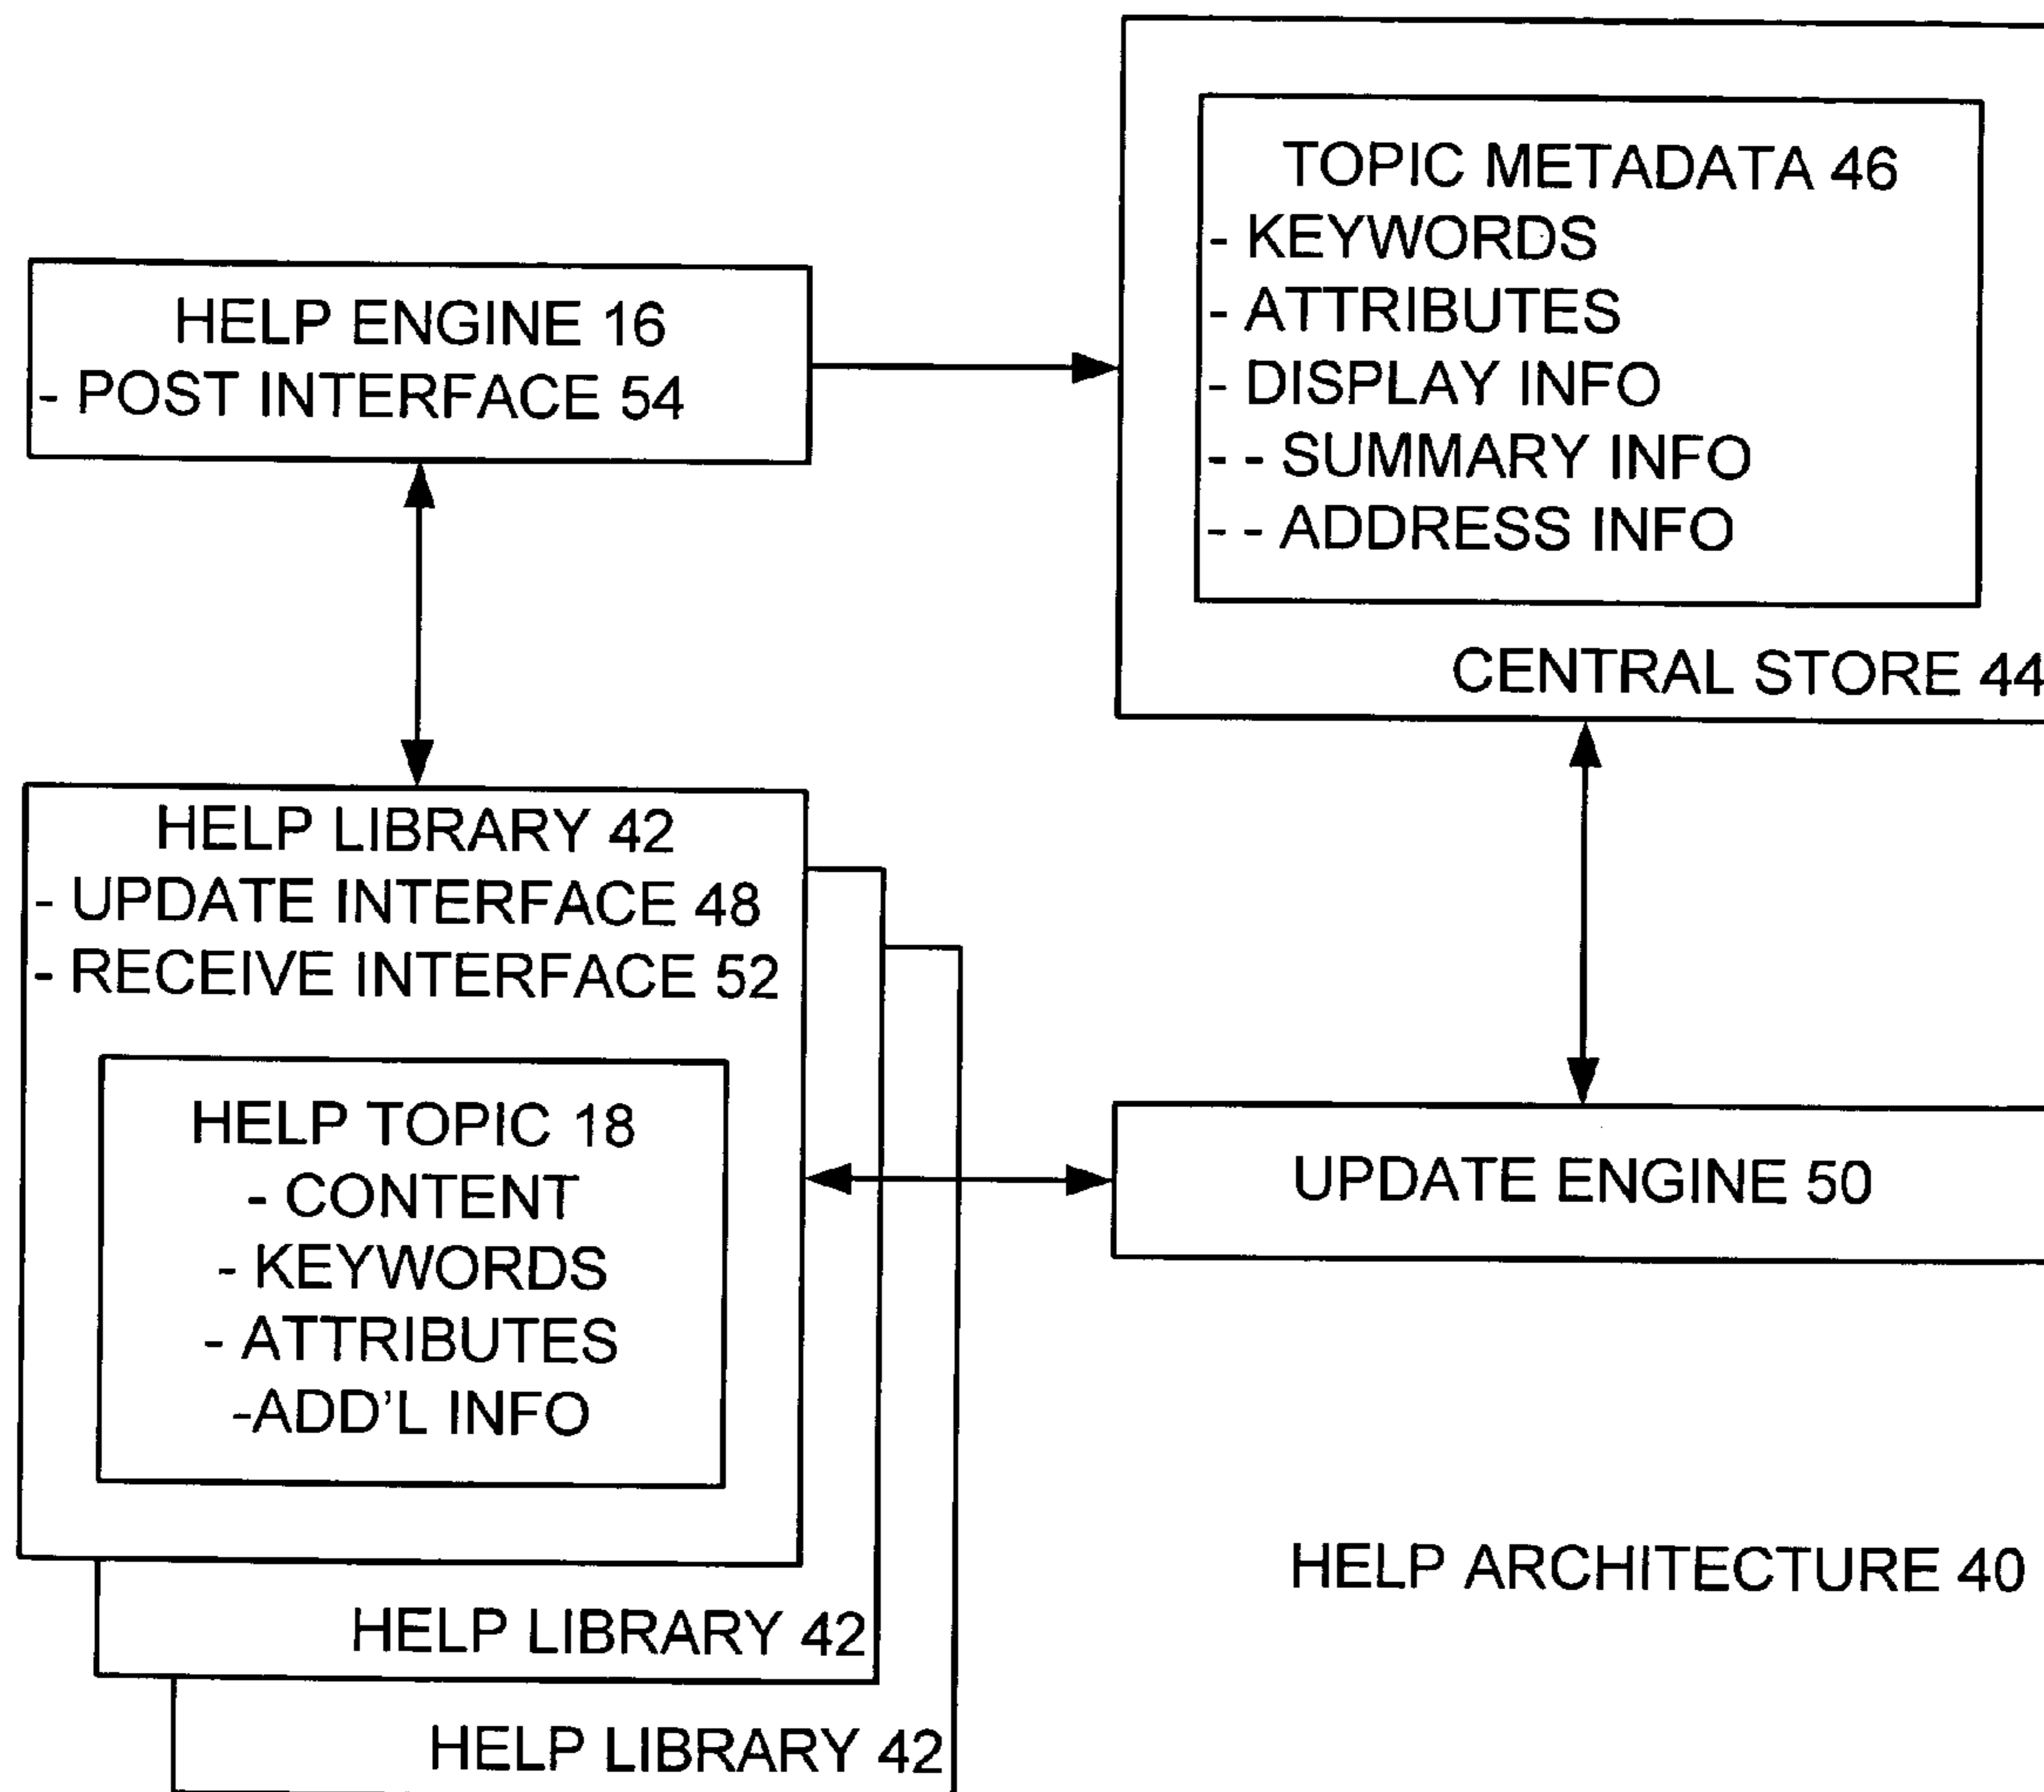 TOPIC METADATA 46
- KEYWORDS
- ATTRIBUTES
- DISPLAY INFO
- - SUMMARY INFO
- - ADDRESS INFO
CENTRAL STORE 44
HELP ENGINE 16
- POST INTERFACE 54
HELP LIBRARY 42
- UPDATE INTERFACE 48
- RECEIVE INTERFACE 52
HELP TOPIC 18
- CONTENT
- KEYWORDS
- ATTRIBUTES
-ADD'L INFO
HELP LIBRARY 42
HELP LIBRARY 42
UPDATE ENGINE 50
HELP ARCHITECTURE 40